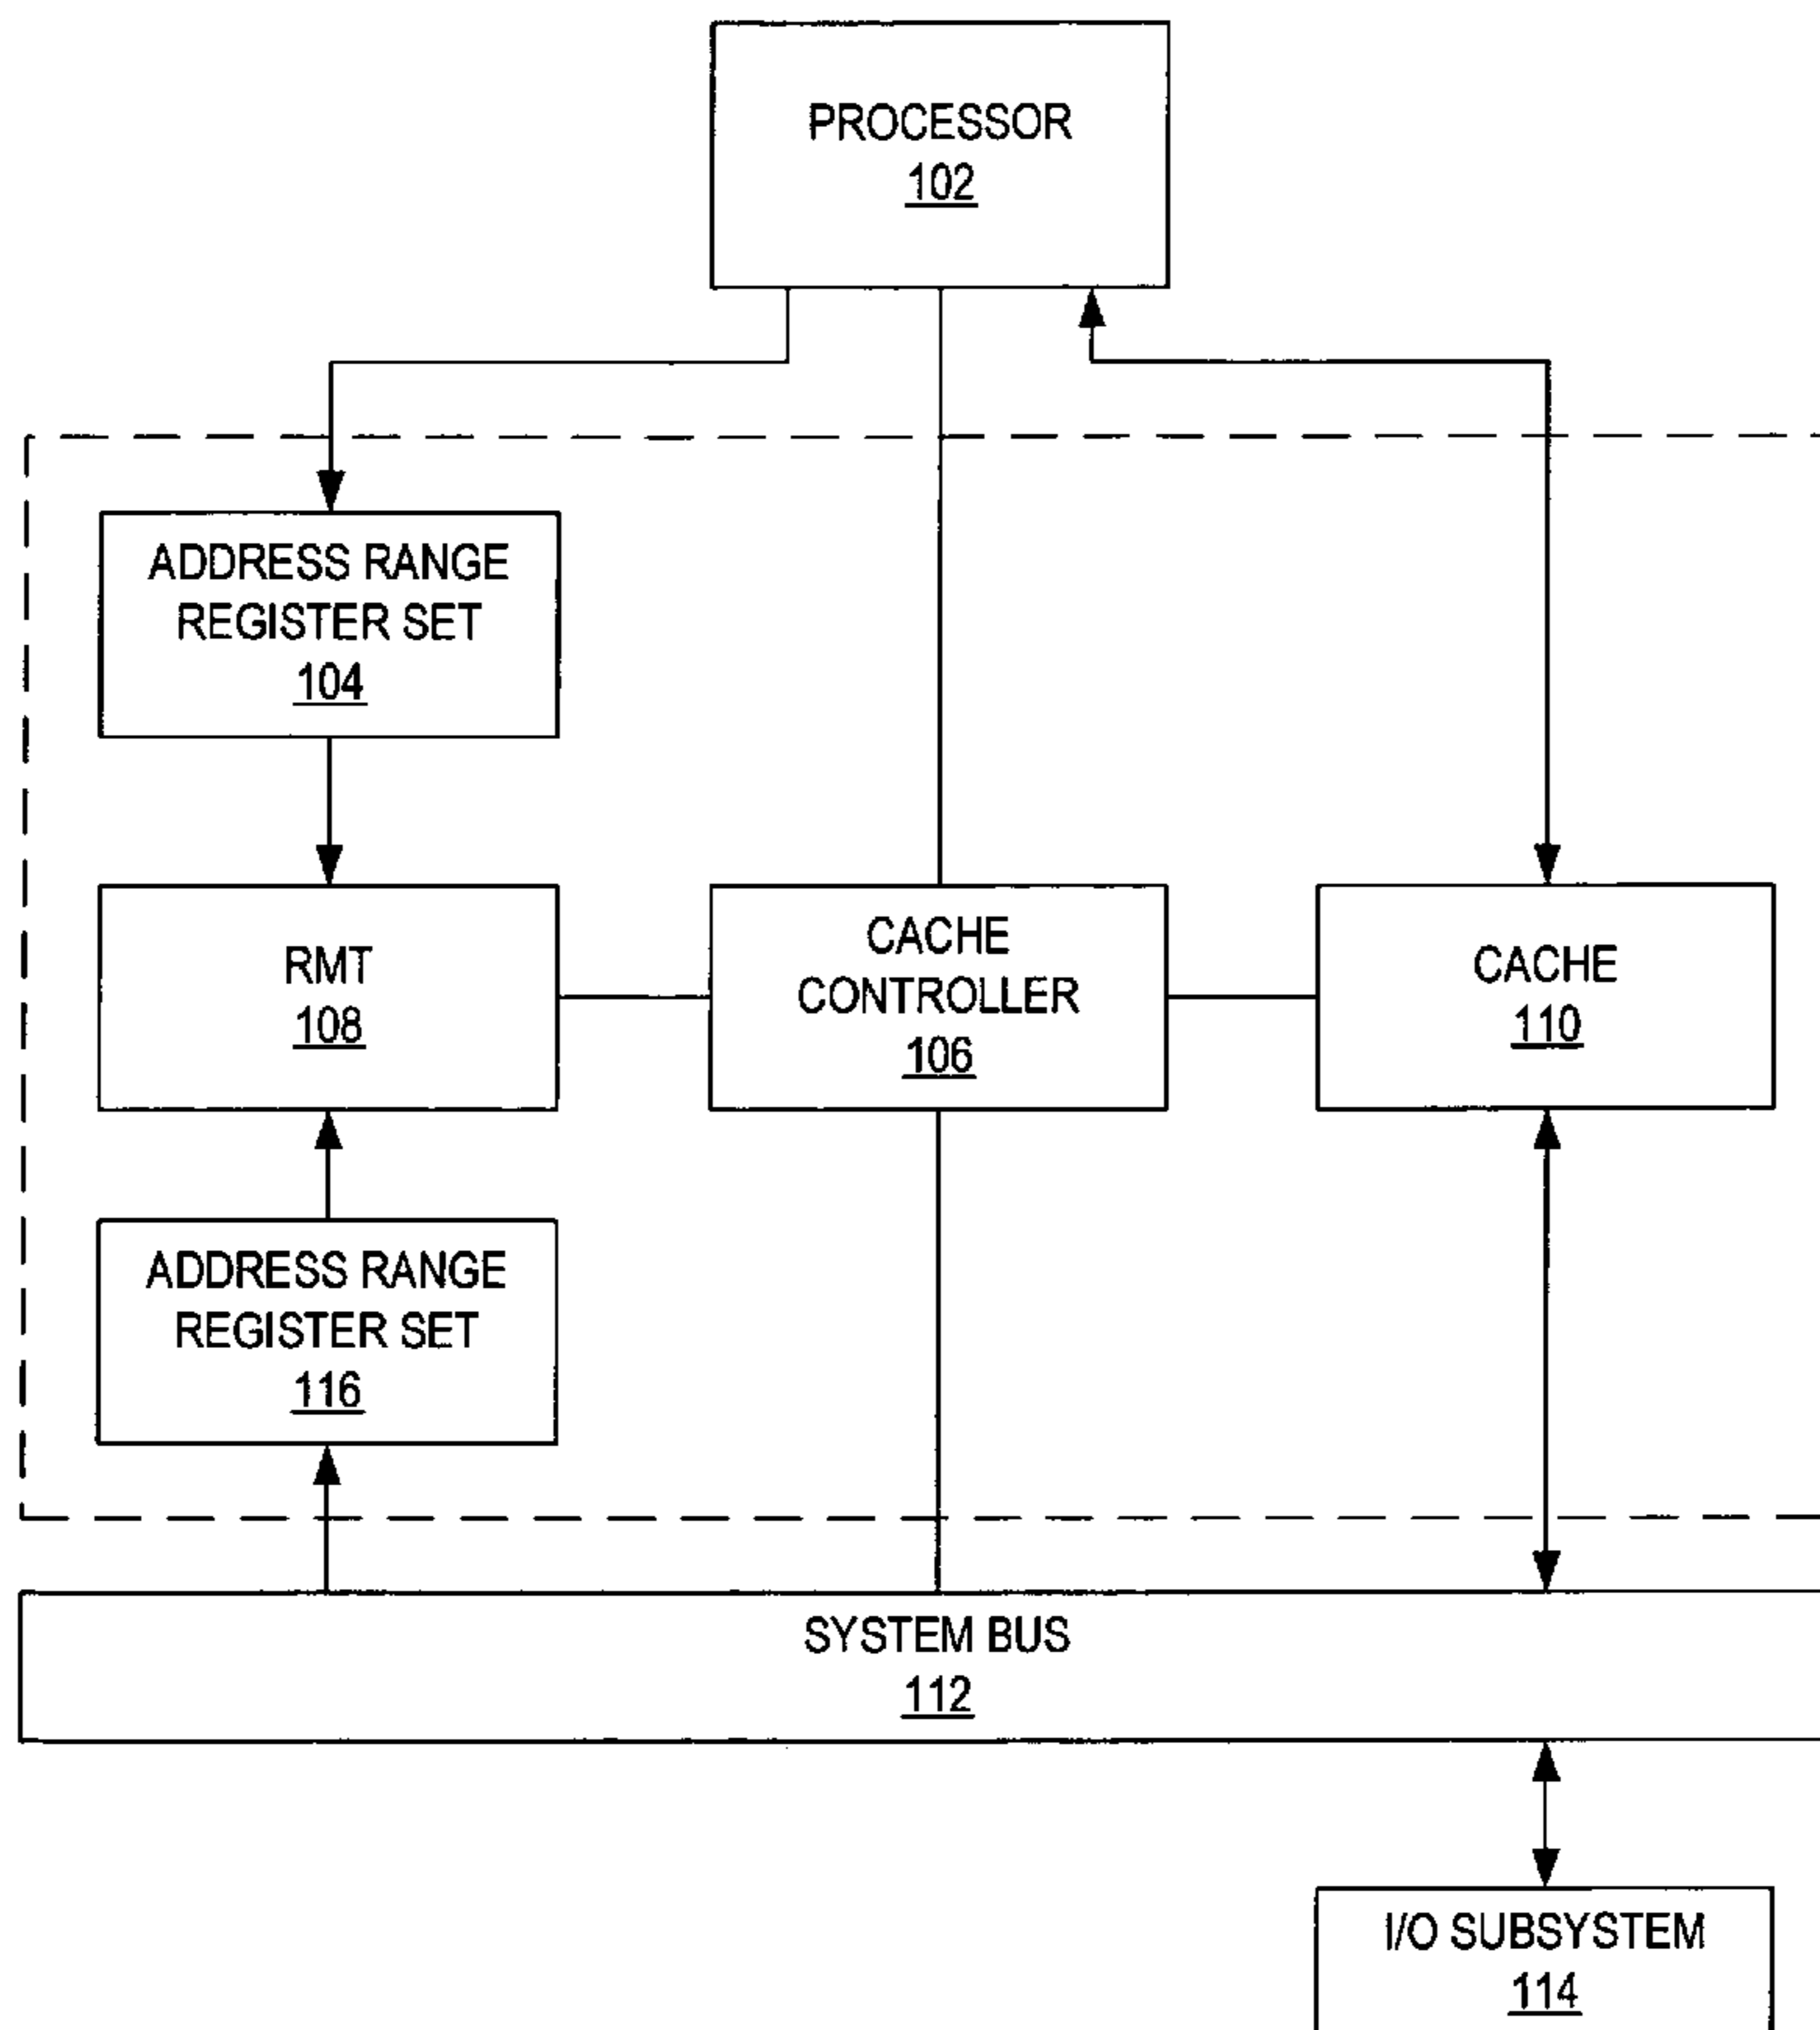 PROCESSOR
102
ADDRESS RANGE
REGISTER SET
104
RMT
108
CACHE
CONTROLLER
106
CACHE
110
ADDRESS RANGE
REGISTER SET
116
SYSTEM BUS
112
I/O SUBSYSTEM
114